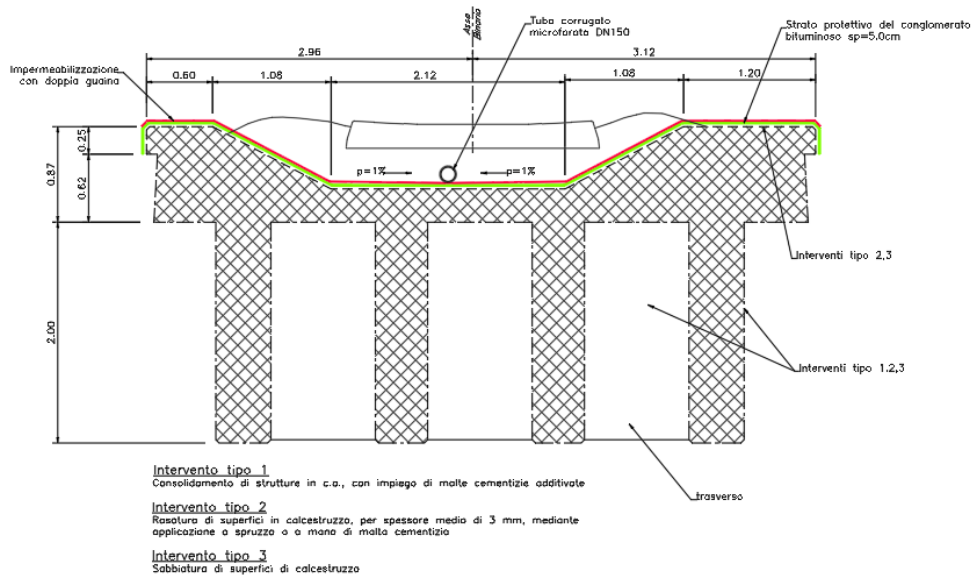 Asse
Binario
Tubo corrugato
microforato DN150
Strato protettivo del conglomerato
bituminoso sp=5.0cm
2.96
3.12
Impermeabilizzazione
con doppia guaina
0.60
1.08
2.12
1.08
1.20
0.25
0.87
0.62
p=1%
p=1%
Interventi tipo 2,3
2.00
Interventi tipo 1.2,3
trasverso
Intervento tipo 1
Consolidamento di strutture in c.a., con impiego di malte cementizie additivate
Intervento tipo 2
Rasatura di superfici in calcestruzzo, per spessore medio di 3 mm, mediante
applicazione a spruzzo o a mano di malta cementizia
Intervento tipo 3
Sabbiatura di superfici di calcestruzzo